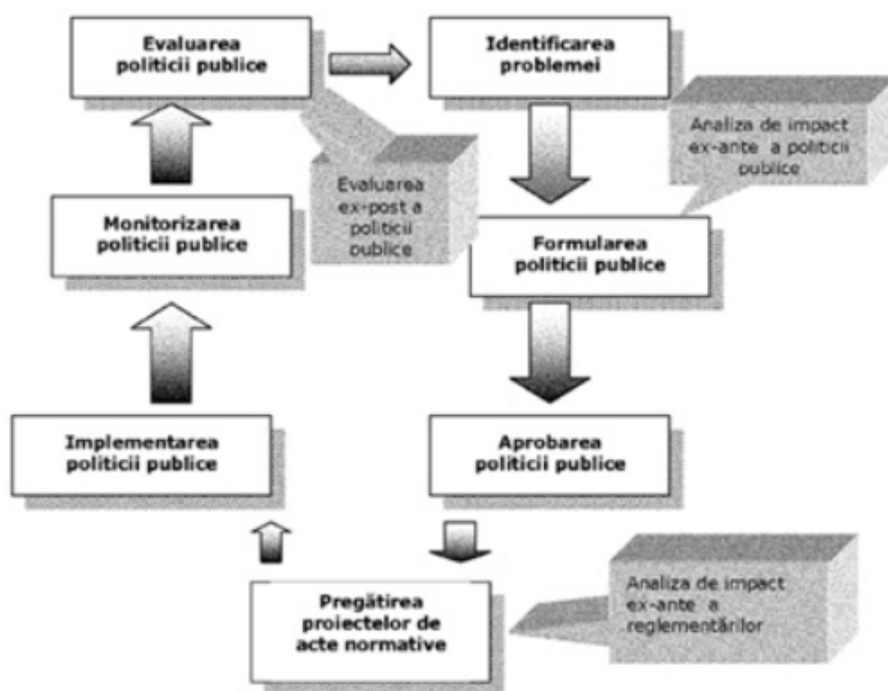 Evaluarea
politicii publice
Identificarea
problemei
Analiza de impact
ex-ante a politicii
publice
Evaluarea
ex-post a
politicii
publice
Monitorizarea
politicii publice
Formularea
politicii publice
Implementarea
politicii publice
Aprobarea
politicii publice
Pregătirea
proiectelor de
acte normative
Analiza de impact
ex-ante a
reglementărilor